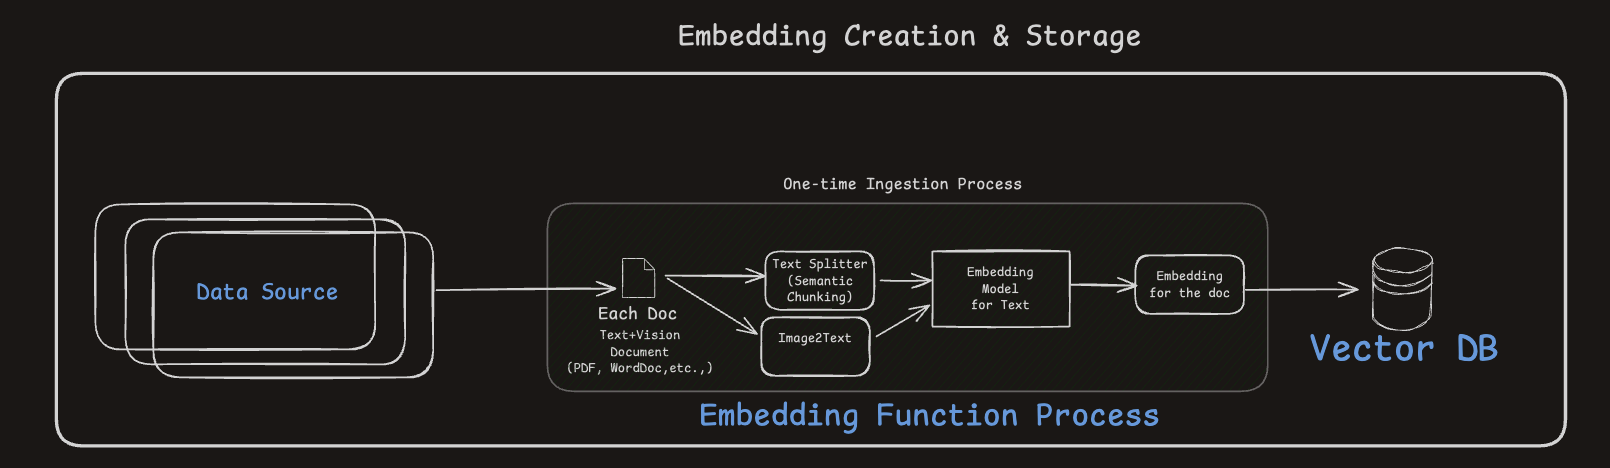 Embedding Creation & Storage
One-time Ingestion Process
Data Source
Each Doc
Text+Vision
Document
(PDF, WordDoc,etc.,)
Text Splitter
(Semantic
Chunking)
Image2Text
Embedding
Model
for Text
Embedding
for the doc
Vector DB
Embedding Function Process